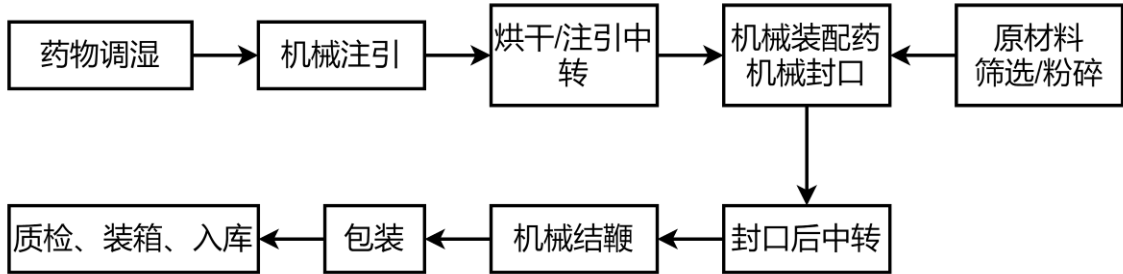 药物调湿
机械注引
烘干/注引中
转
机械装配药
机械封口
原材料
筛选/粉碎
质检、装箱、入库
包装
机械结鞭
封口后中转